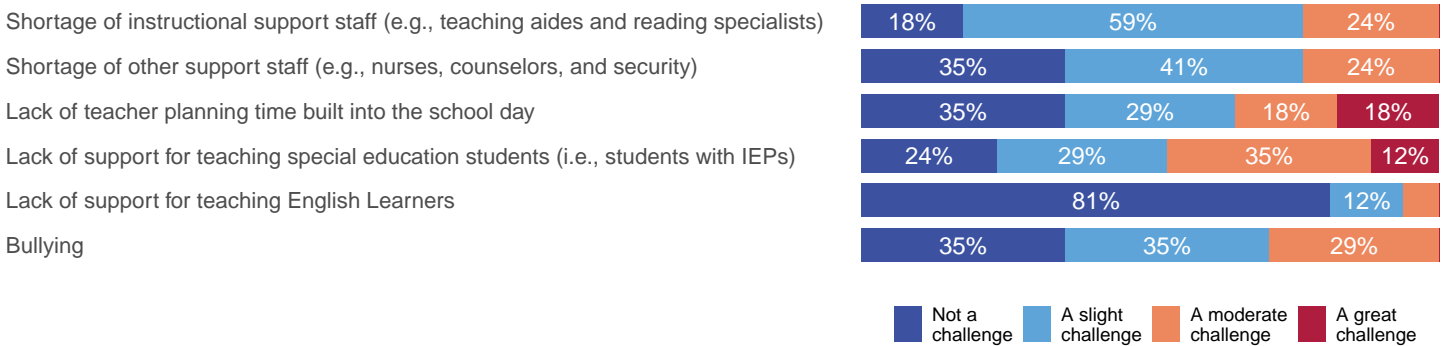 Shortage of instructional support staff (e.g., teaching aides and reading specialists) 18% 59% 24%
Shortage of other support staff (e.g., nurses, counselors, and security) 35% 41% 24%
Lack of teacher planning time built into the school day 35% 29% 18% 18%
Lack of support for teaching special education students (i.e., students with IEPs) 24% 29% 35% 12%
Lack of support for teaching English Learners 81% 12%
Bullying 35% 35% 29%
Not a challenge
A slight challenge
A moderate challenge
A great challenge